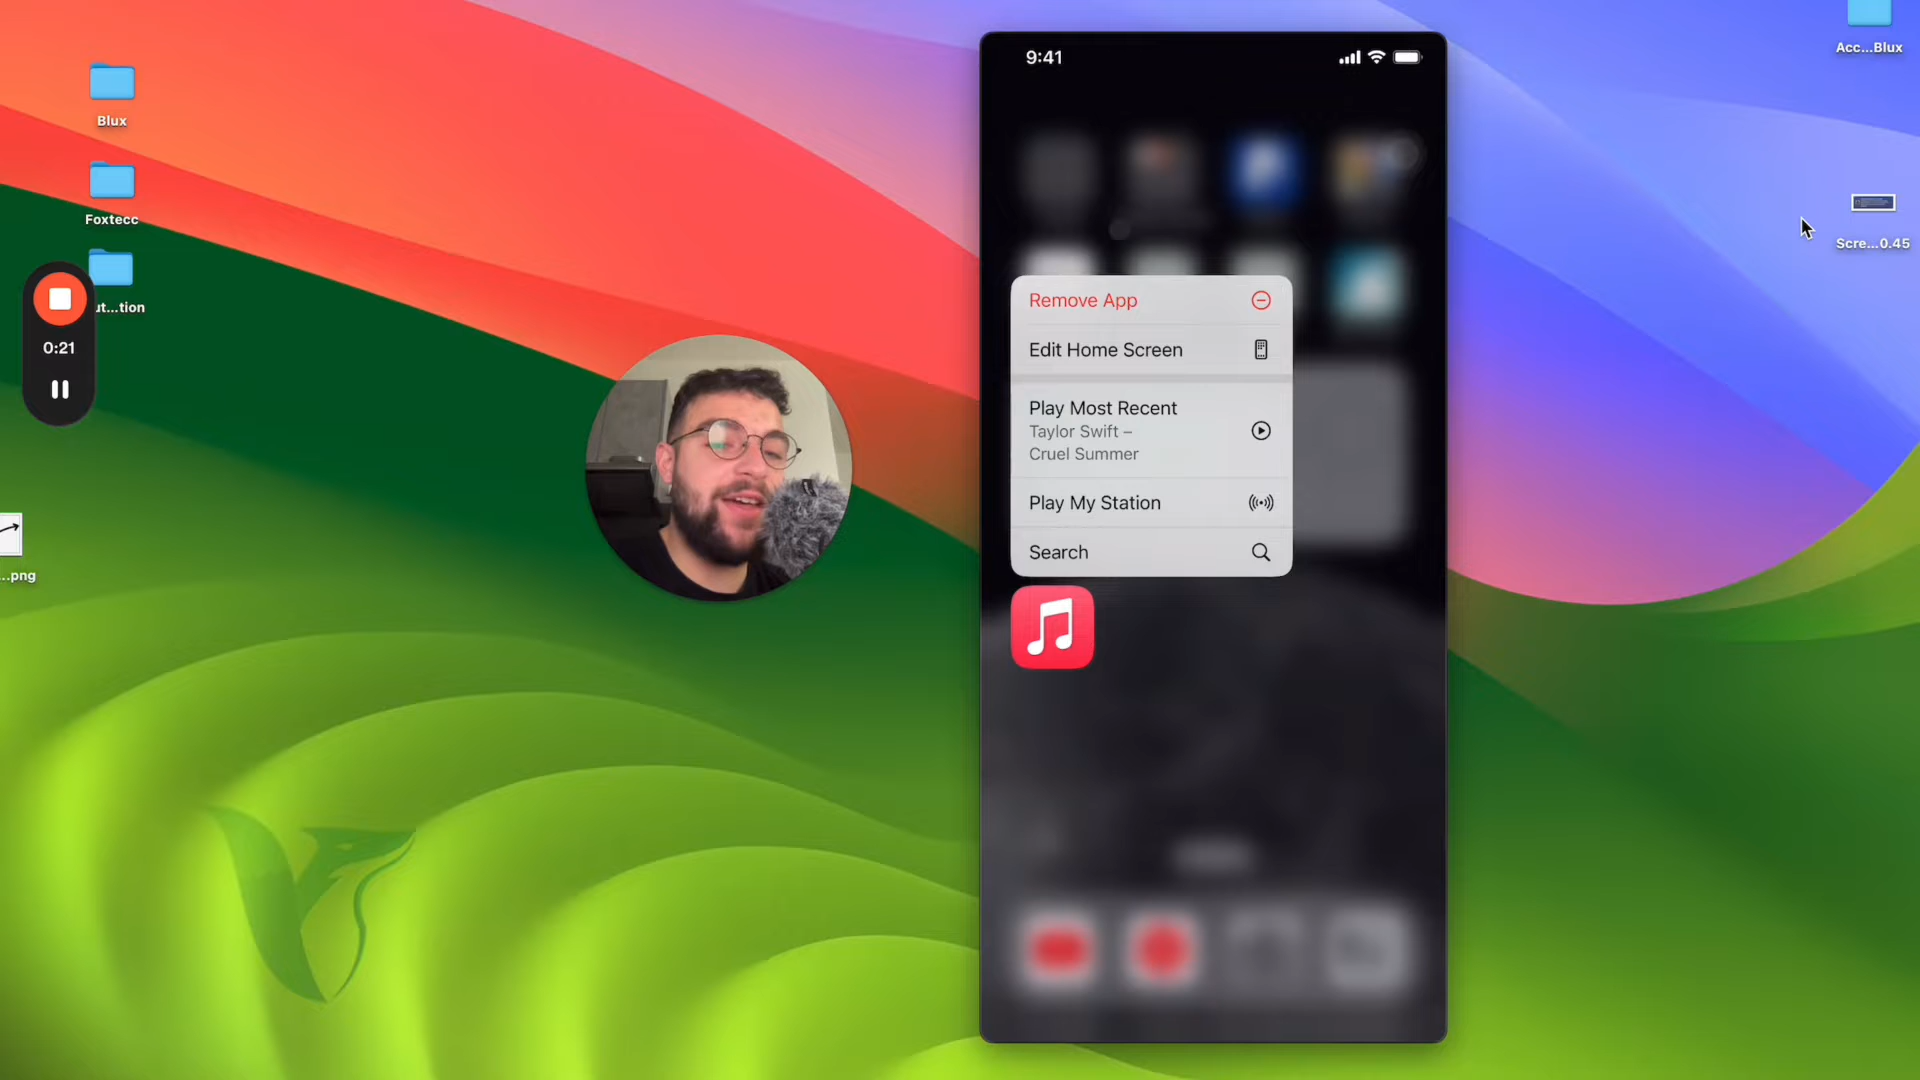 Acc...Blux
9:41
Blux
Foxtecc
ut...tion
0:21
Scre...0.45
Remove App
Edit Home Screen
Play Most Recent
Taylor Swift –
Cruel Summer
Play My Station
Search
...png